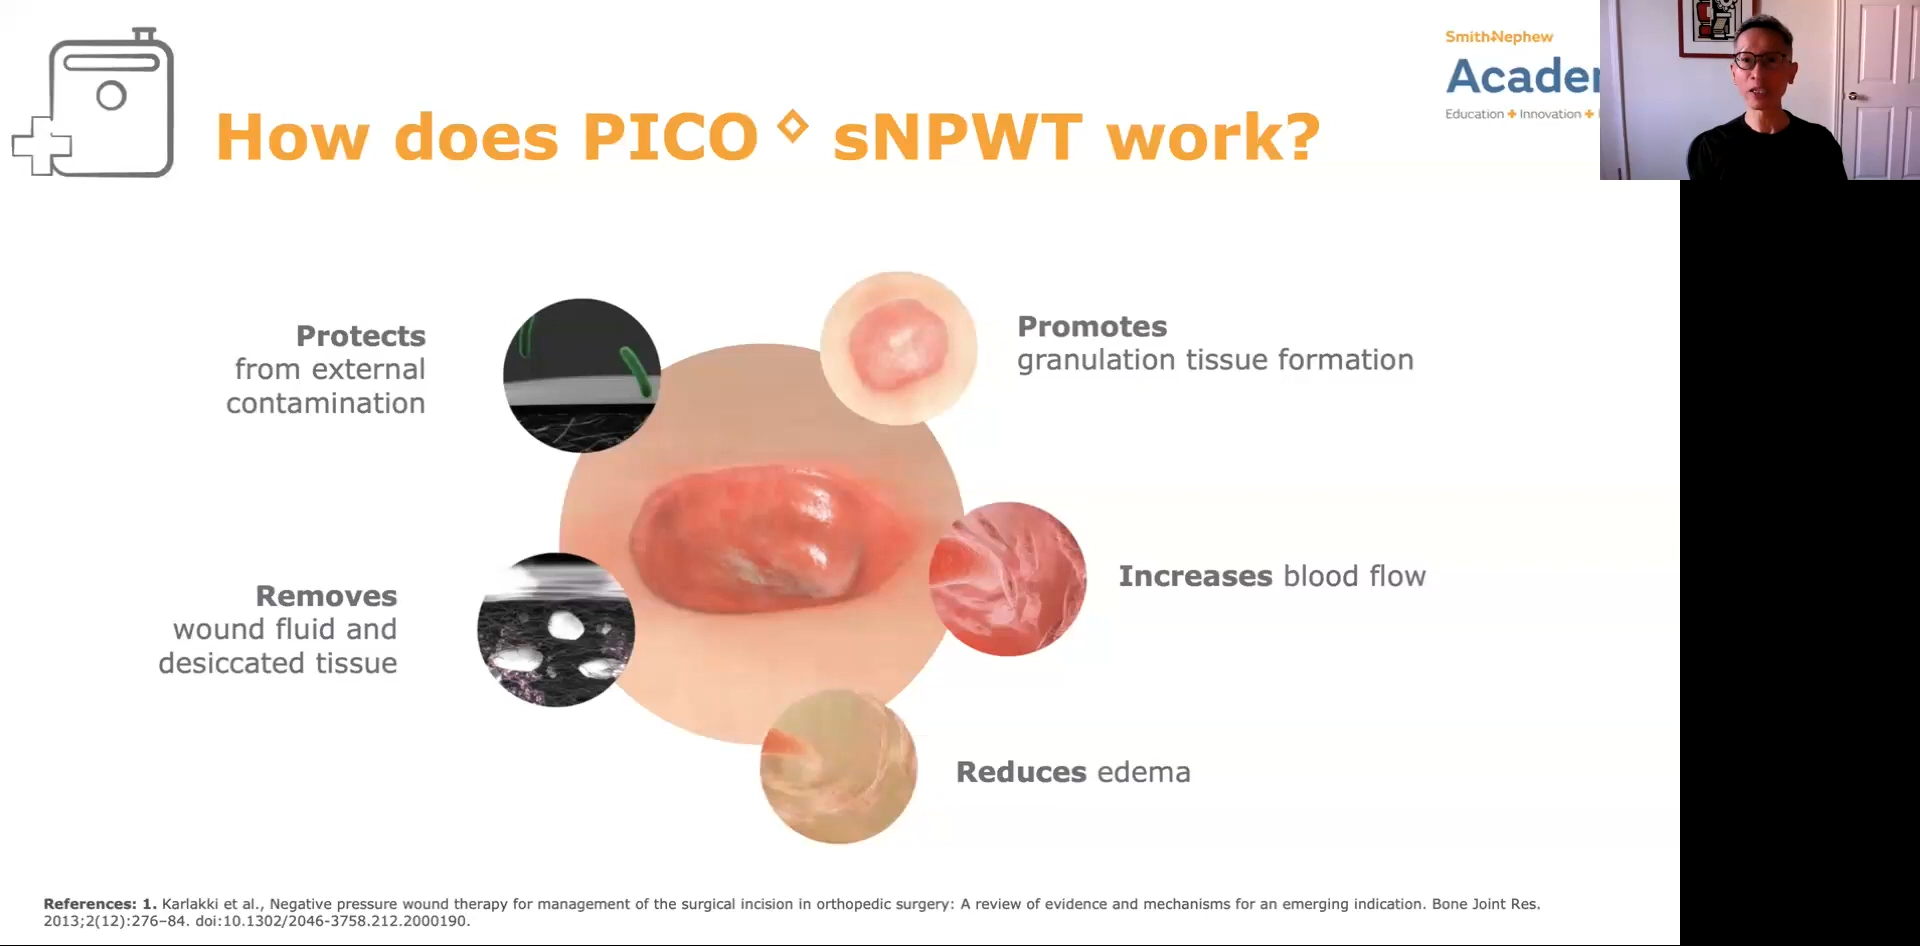 Smith+Nephew
Education + Innovation +
How does PICO◇ sNPWT work?
Protects
from external
contamination
Promotes
granulation tissue formation
Removes
wound fluid and
desiccated tissue
Increases blood flow
Reduces edema
References: 1. Karlakki et al., Negative pressure wound therapy for management of the surgical incision in orthopedic surgery: A review of evidence and mechanisms for an emerging indication. Bone Joint Res.
2013;2(12):276–84. doi:10.1302/2046-3758.212.2000190.